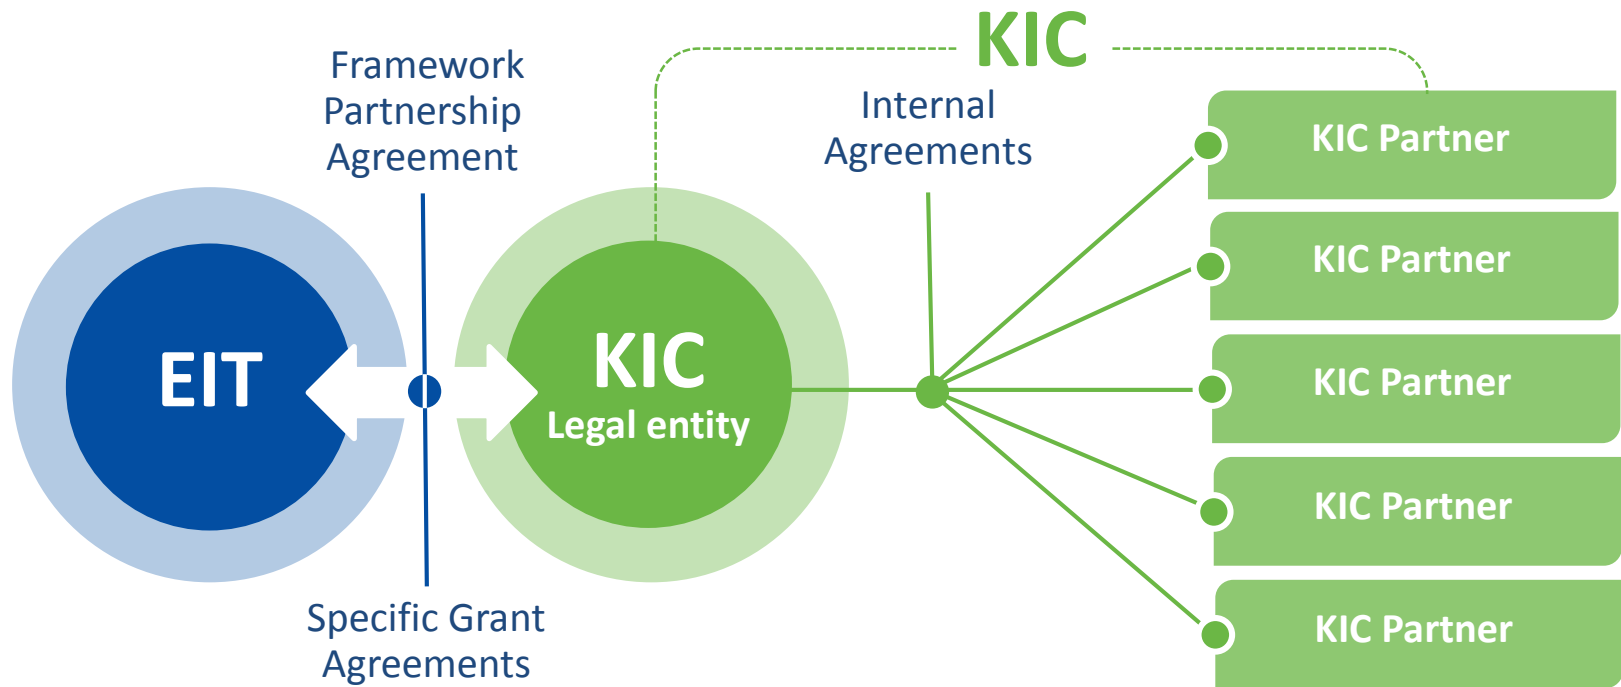 KIC
Framework
Partnership
Agreement
Internal
Agreements
EIT
KIC
Legal entity
Specific Grant
Agreements
KIC Partner
KIC Partner
KIC Partner
KIC Partner
KIC Partner